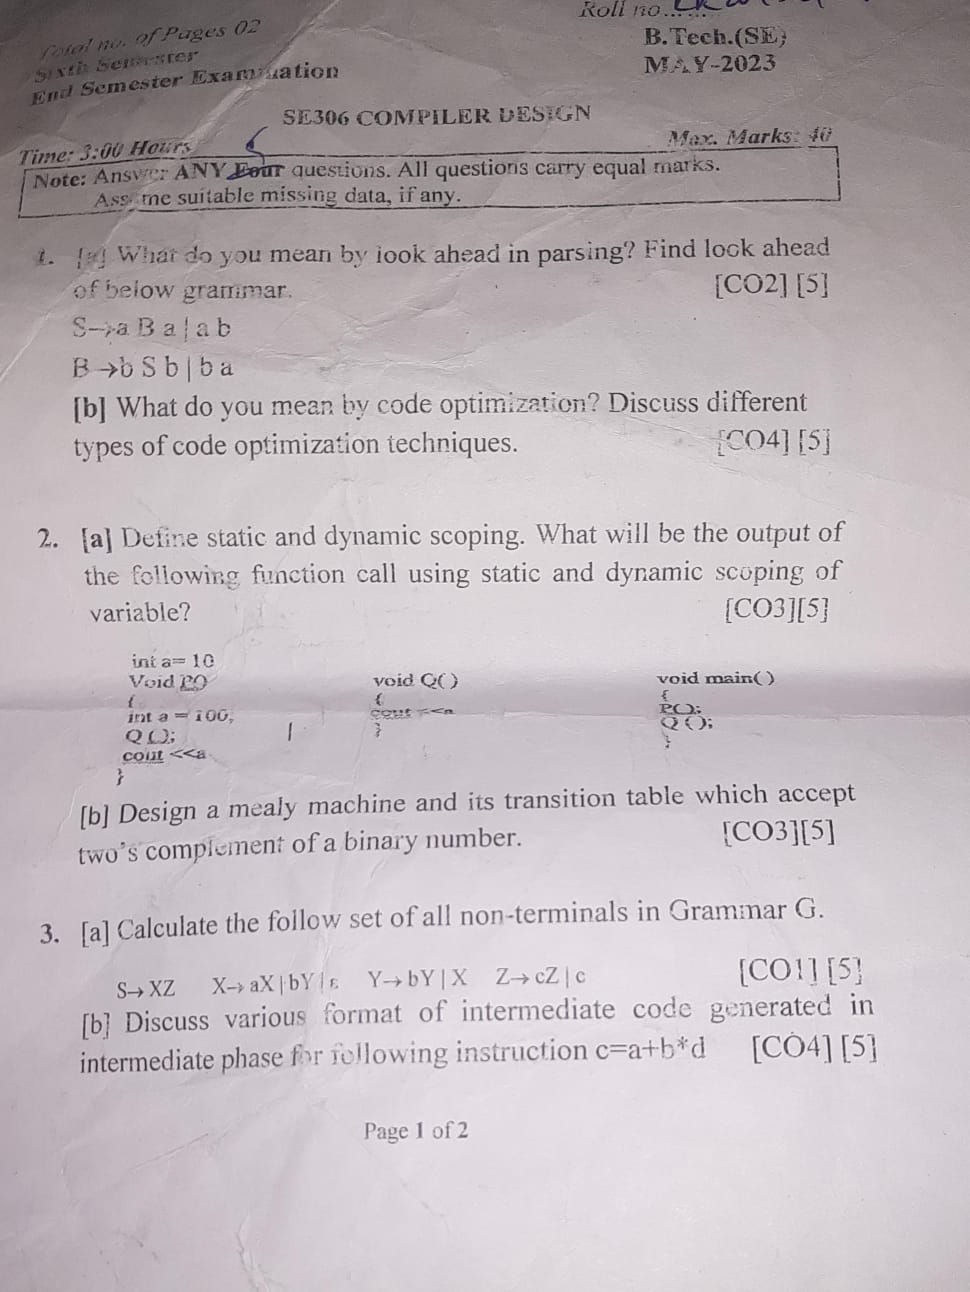 Total no. of Pages 02
Roll no.......
Sixth Semester
B.Tech.(SE)
End Semester Examination
MAY-2023
SE306 COMPILER DESIGN
Time: 3:00 Hours
Max. Marks: 40
Note: Answer ANY Four questions. All questions carry equal marks.
Assume suitable missing data, if any.
1. [a] What do you mean by look ahead in parsing? Find look ahead
of below grammar. [CO2] [5]
S→a B a | a b
B→b S b | b a
[b] What do you mean by code optimization? Discuss different
types of code optimization techniques. [CO4] [5]
2. [a] Define static and dynamic scoping. What will be the output of
the following function call using static and dynamic scoping of
variable? [CO3][5]
int a= 10
Void P()
{
int a = 100;
Q ();
cout <<a
}
void Q( )
{
cout <<a
}
void main( )
{
P();
Q ();
}
[b] Design a mealy machine and its transition table which accept
two's complement of a binary number. [CO3][5]
3. [a] Calculate the follow set of all non-terminals in Grammar G.
[CO1] [5]
S→ XZ X→ aX | bY | ε Y→ bY | X Z→ cZ | c
[b] Discuss various format of intermediate code generated in
intermediate phase for following instruction c=a+b*d [CO4] [5]
Page 1 of 2